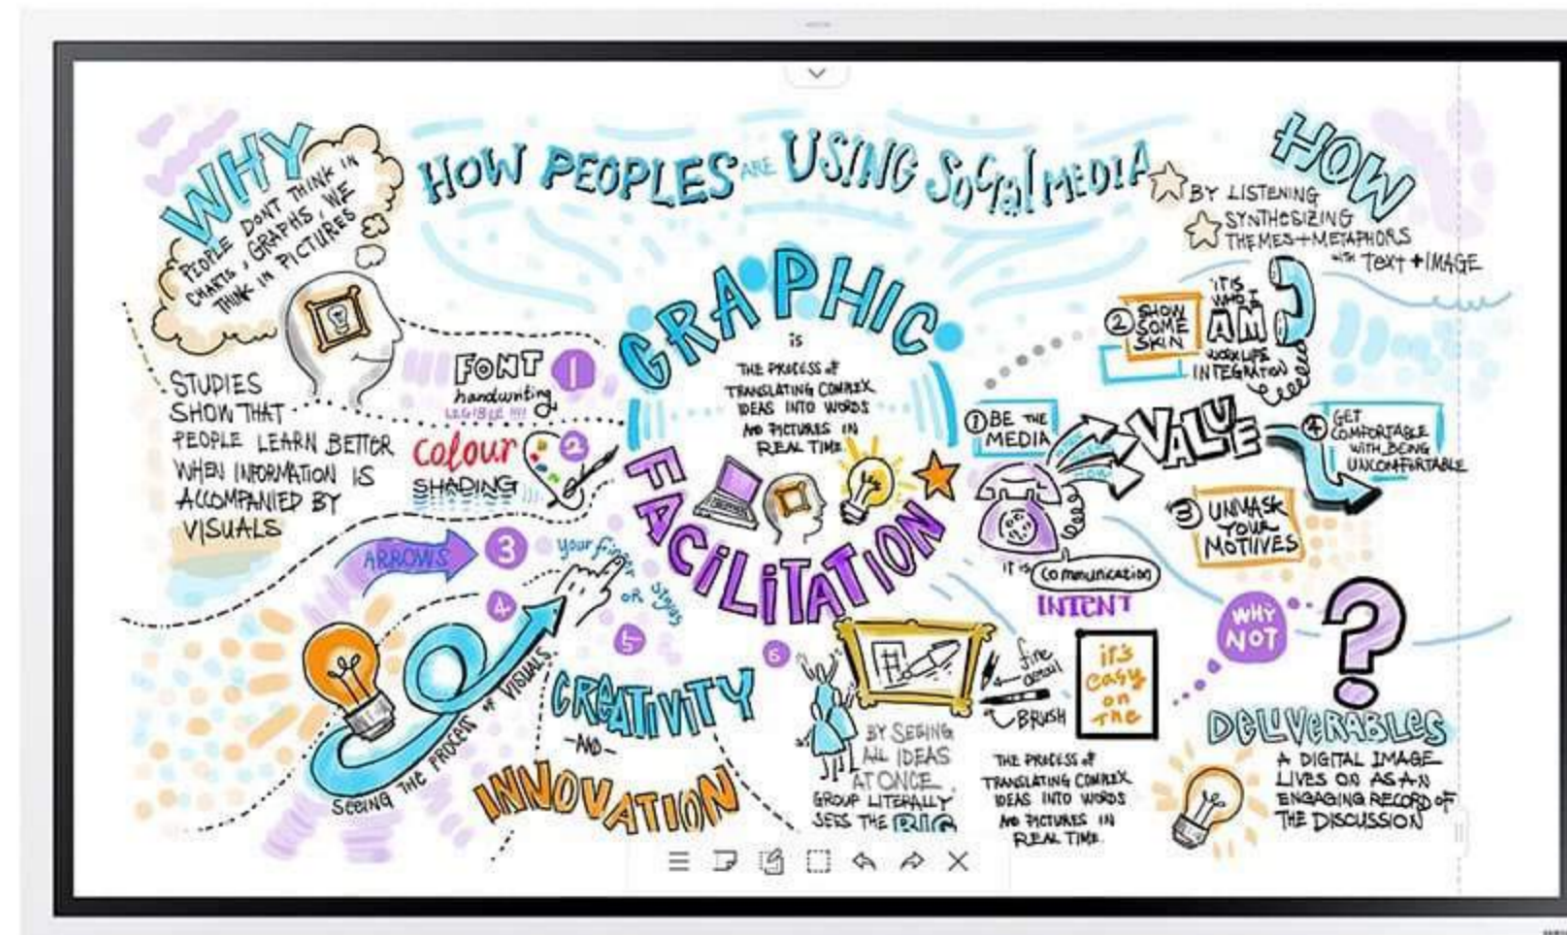 WHY
PEOPLE DON'T THINK IN
CHARTS, GRAPHS, WE
THINK IN PICTURES
HOW PEOPLES ARE USING SOCIAL MEDIA
HOW
BY LISTENING
SYNTHESIZING
THEMES+METAPHORS
WITH TEXT+IMAGE
STUDIES
SHOW THAT
PEOPLE LEARN BETTER
WHEN INFORMATION IS
ACCOMPANIED BY
VISUALS
FONT 1
handwriting
LEGIBLE !!!!
colour 2
SHADING
ARROWS 3
4
Your finger
OR stylus
5
SEEING THE PROCESS OF VISUALS.
CREATIVITY
-AND-
INNOVATION
GRAPHIC
is
THE PROCESS of
TRANSLATING COMPLEX
IDEAS INTO WORDS
AND PICTURES IN
REAL TIME
FACILITATION
6
BY SEEING
ALL IDEAS
AT ONCE,
GROUP LITERALLY
SEES THE BIG
fine
detail
BRUSH
it's
easy
on
THE
THE PROCESS of
TRANSLATING COMPLEX
IDEAS INTO WORDS
AND PICTURES IN
REAL TIME.
1 BE THE
MEDIA
HOW
VALUE
2 SHOW
SOME
SKIN
IT IS
WHO I
AM
WORK LIFE
INTEGRATION
3 UNMASK
YOUR
MOTIIVES
4 GET
COMFORTABLE
WITH BEING
UNCOMFORTABLE
it is Communication
INTENT
WHY
NOT
?
DELIVERABLES
A DIGITAL IMAGE
LIVES ON AS AN
ENGAGING RECORD OF
THE DISCUSSION